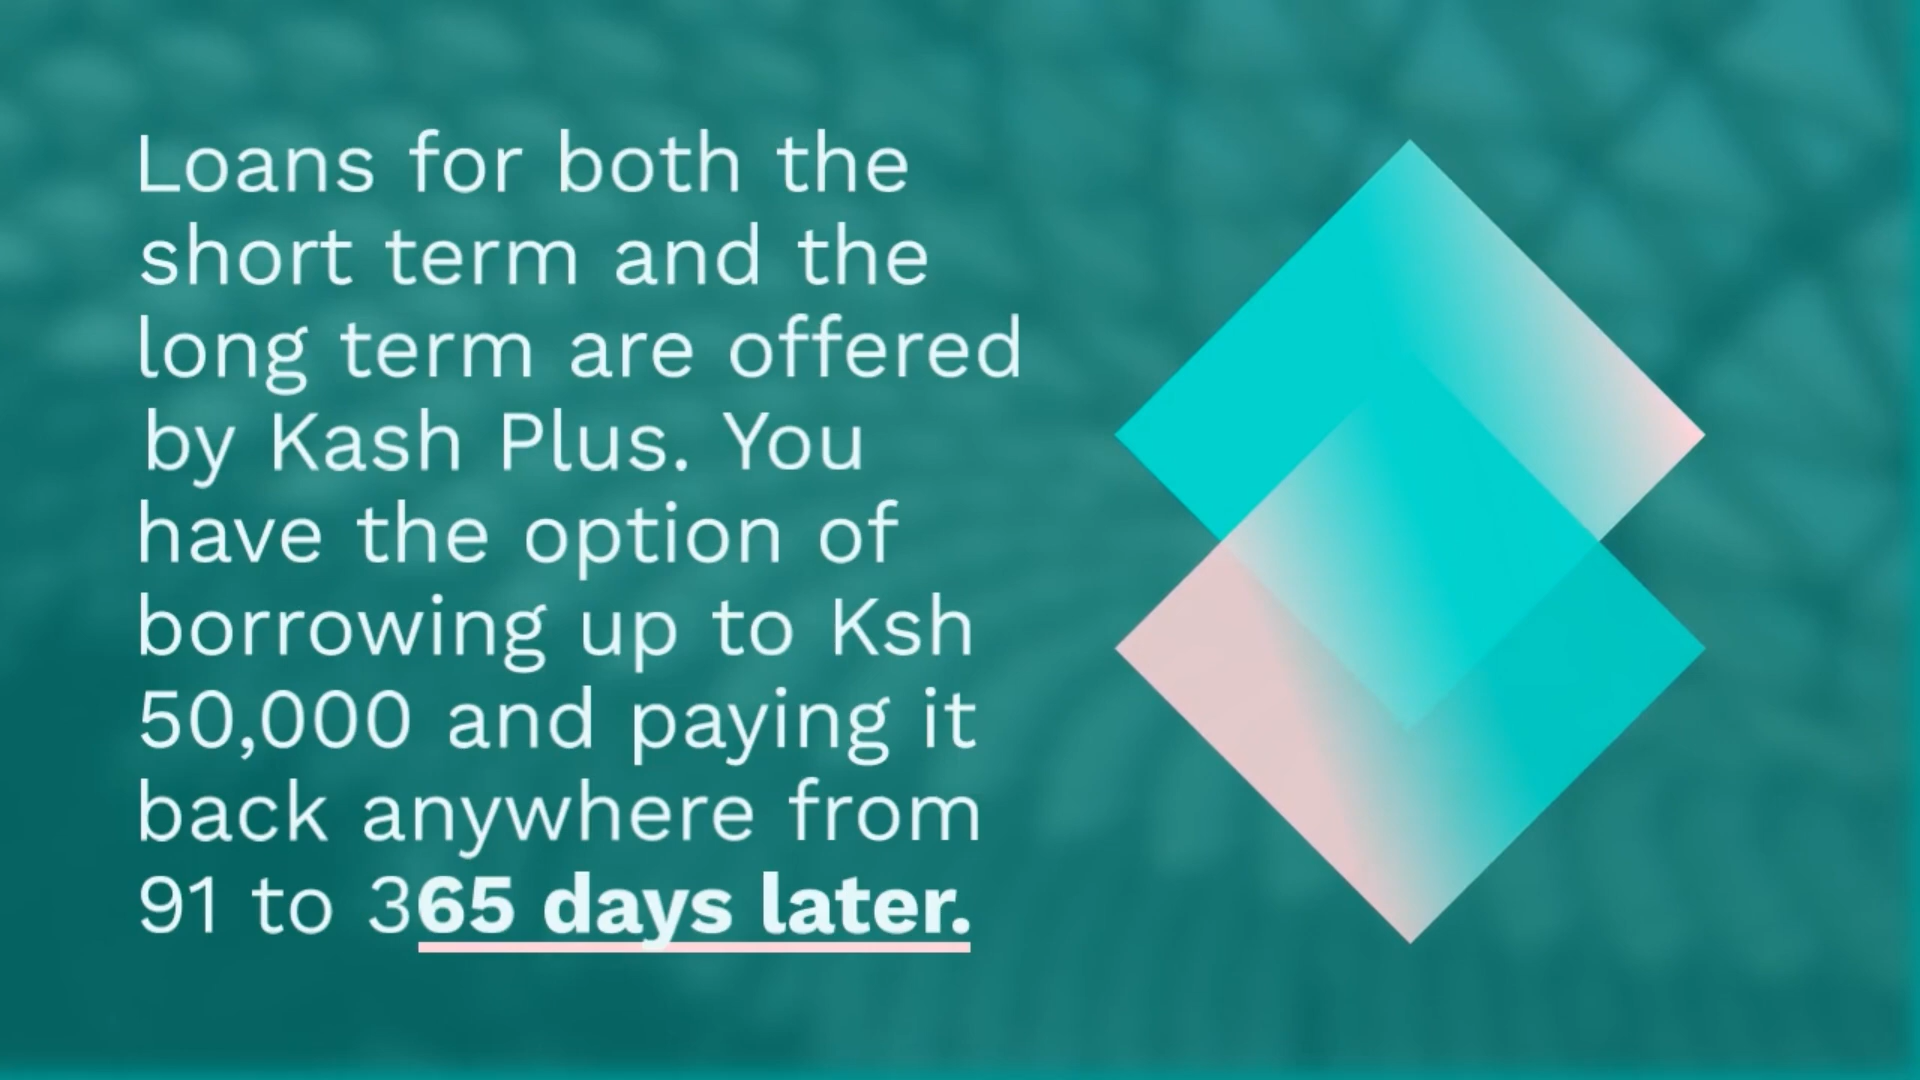 Loans for both the
short term and the
long term are offered
by Kash Plus. You
have the option of
borrowing up to Ksh
50,000 and paying it
back anywhere from
91 to 365 days later.